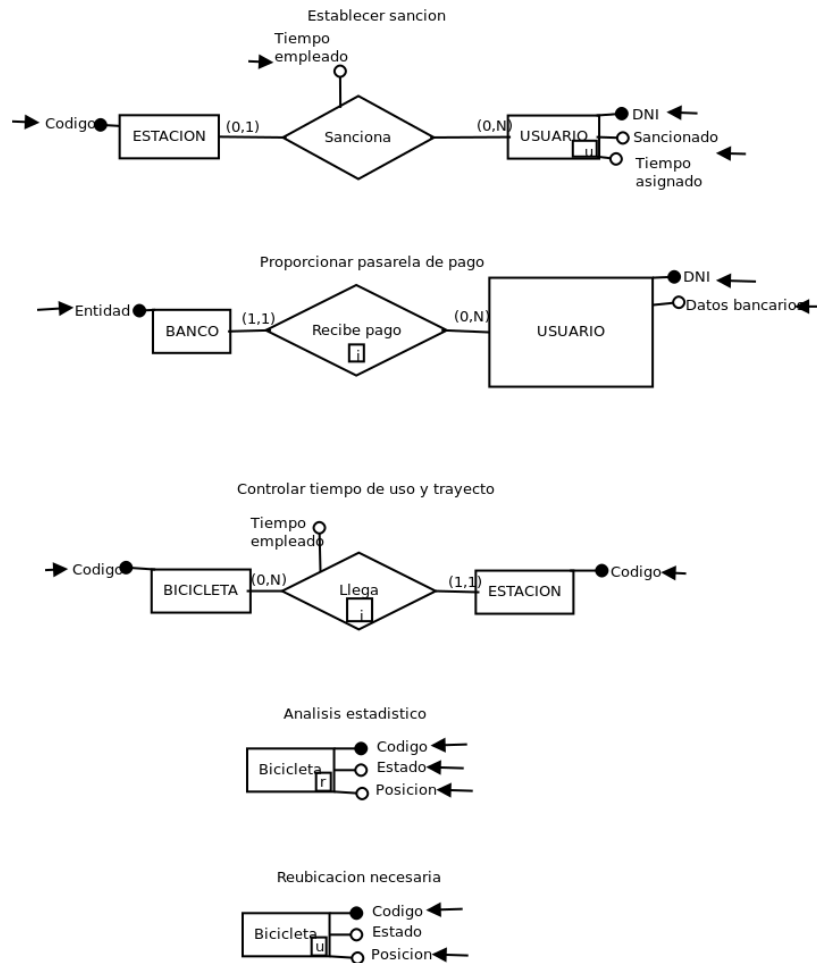 Establecer sancion
Tiempo
empleado
Codigo
ESTACION
(0,1)
Sanciona
(0,N)
USUARIO
u
DNI
Sancionado
Tiempo
asignado
Proporcionar pasarela de pago
Entidad
BANCO
(1,1)
Recibe pago
i
(0,N)
USUARIO
DNI
Datos bancarios
Controlar tiempo de uso y trayecto
Tiempo
empleado
Codigo
BICICLETA
(0,N)
Llega
i
(1,1)
ESTACION
Codigo
Analisis estadistico
Bicicleta
r
Codigo
Estado
Posicion
Reubicacion necesaria
Bicicleta
u
Codigo
Estado
Posicion